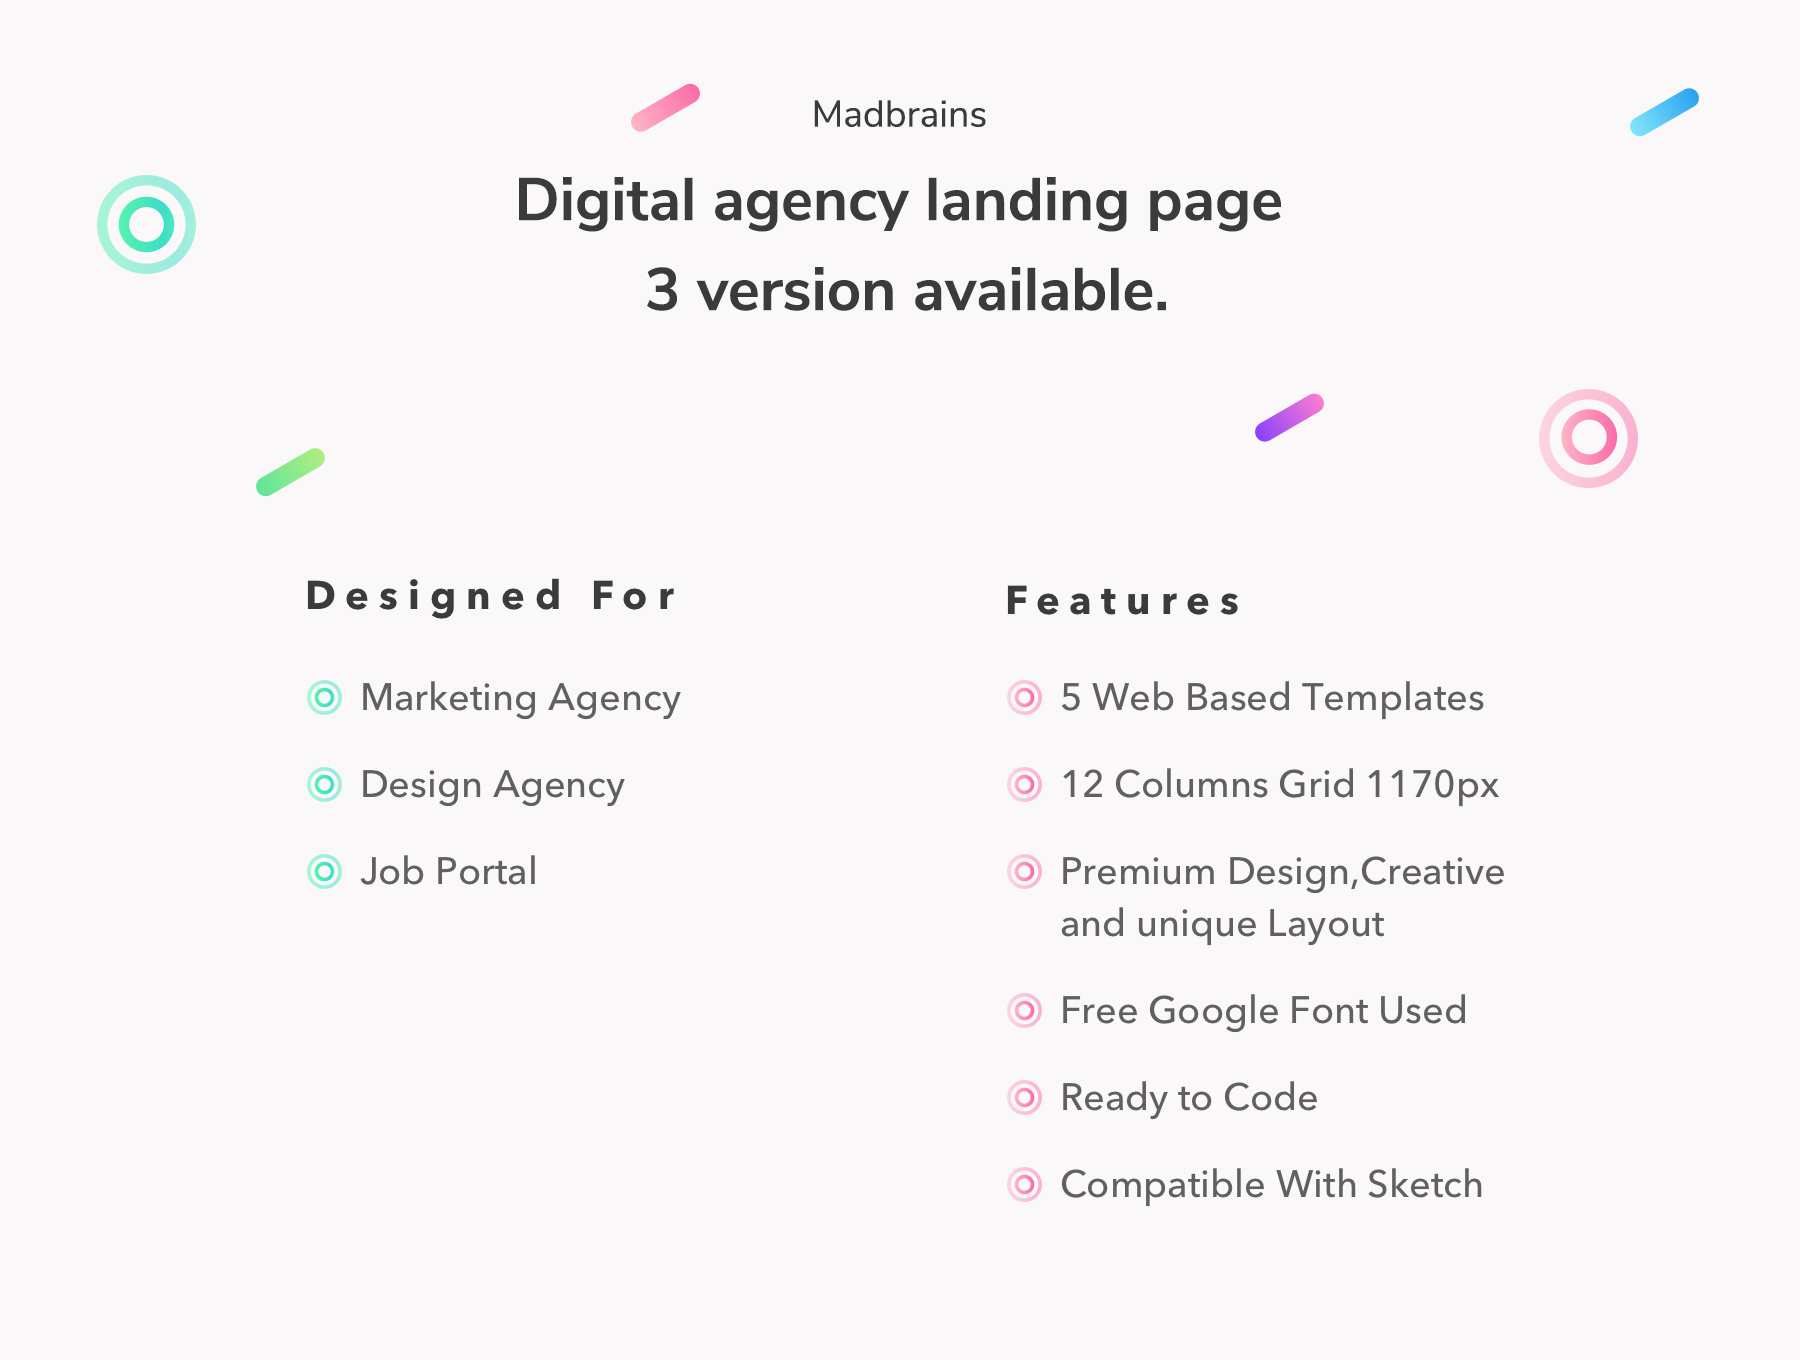 Madbrains
Digital agency landing page
3 version available.
Designed For
Marketing Agency
Design Agency
Job Portal
Features
5 Web Based Templates
12 Columns Grid 1170px
Premium Design,Creative
and unique Layout
Free Google Font Used
Ready to Code
Compatible With Sketch